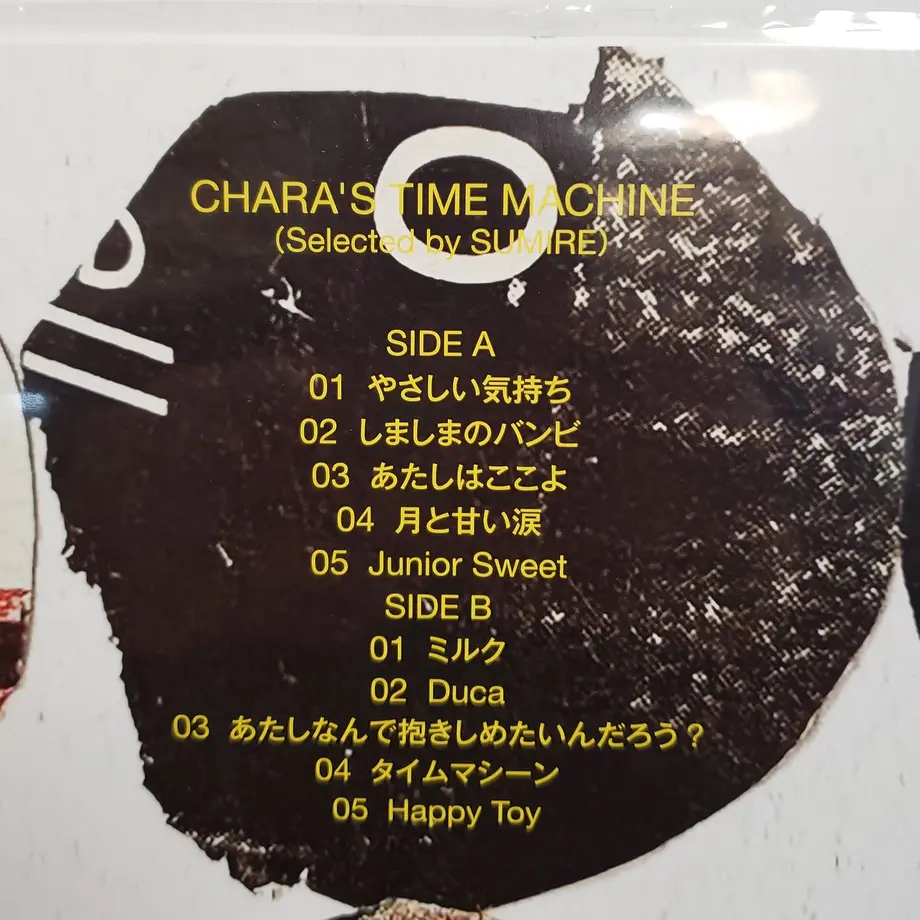 CHARA'S TIME MACHINE
(Selected by SUMIRE)
SIDE A
01 やさしい気持ち
02 しましまのバンビ
03 あたしはここよ
04 月と甘い涙
05 Junior Sweet
SIDE B
01 ミルク
02 Duca
03 あたしなんで抱きしめたいんだろう？
04 タイムマシーン
05 Happy Toy